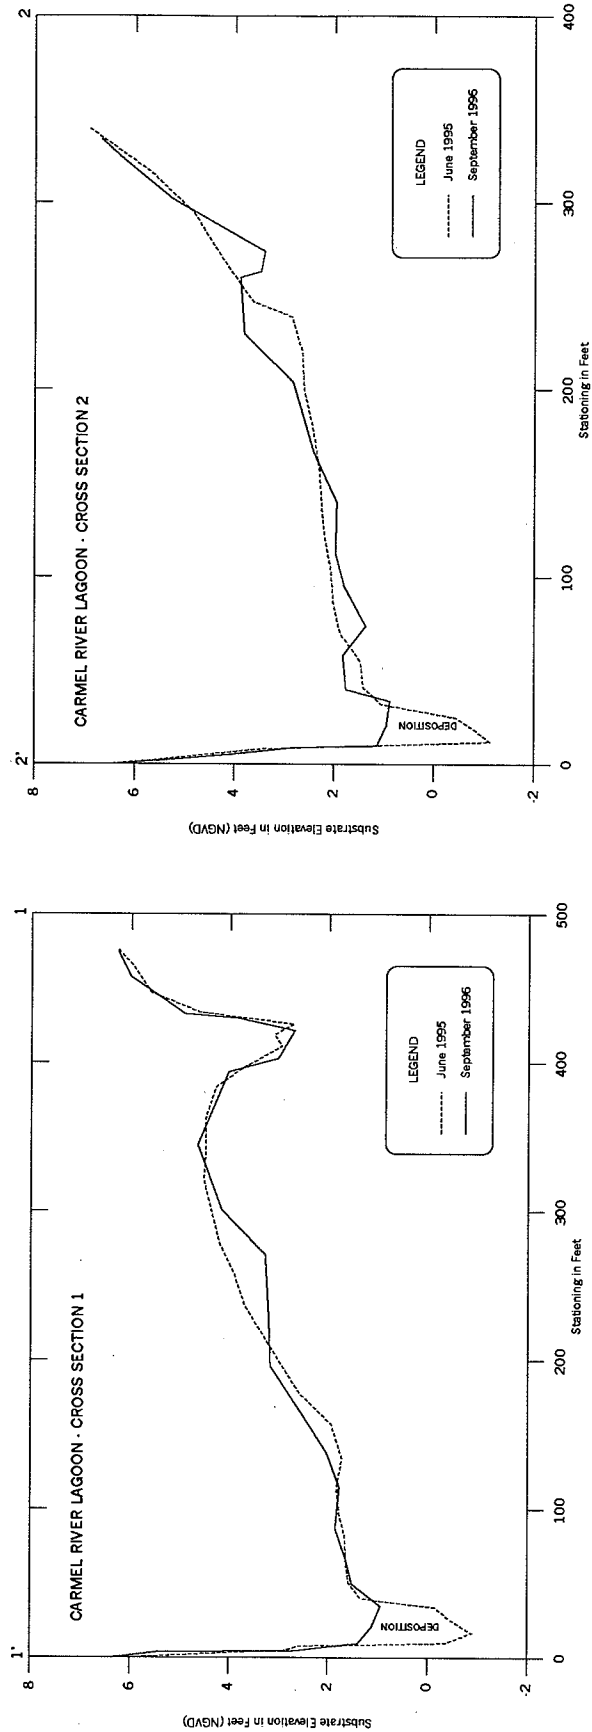 CARMEL RIVER LAGOON - CROSS SECTION 1
1'
1
8
6
4
2
0
-2
Substrate Elevation in Feet (NGVD)
DEPOSITION
LEGEND
June 1995
September 1996
0
100
200
300
400
500
Stationing in Feet
CARMEL RIVER LAGOON - CROSS SECTION 2
2'
2
8
6
4
2
0
-2
Substrate Elevation in Feet (NGVD)
DEPOSITION
LEGEND
June 1995
September 1996
0
100
200
300
400
Stationing in Feet